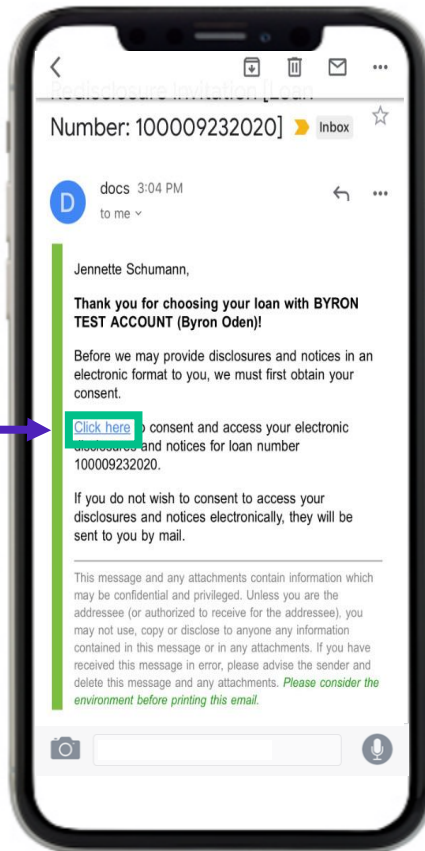 Redisclosure Invitation [Loan
Number: 100009232020] Inbox
D
docs 3:04 PM
to me
Jennette Schumann,
Thank you for choosing your loan with BYRON
TEST ACCOUNT (Byron Oden)!
Before we may provide disclosures and notices in an
electronic format to you, we must first obtain your
consent.
Click here to consent and access your electronic
disclosures and notices for loan number
100009232020.
If you do not wish to consent to access your
disclosures and notices electronically, they will be
sent to you by mail.
This message and any attachments contain information which
may be confidential and privileged. Unless you are the
addressee (or authorized to receive for the addressee), you
may not use, copy or disclose to anyone any information
contained in this message or in any attachments. If you have
received this message in error, please advise the sender and
delete this message and any attachments. Please consider the
environment before printing this email.